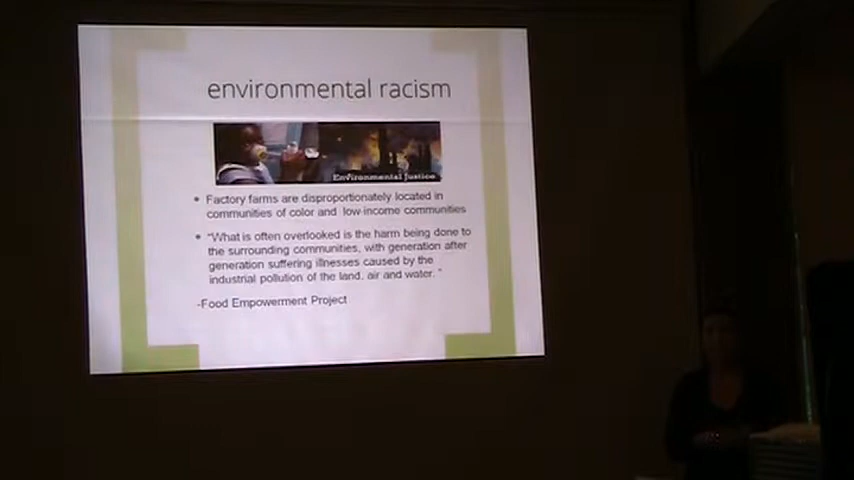 environmental racism
Environmental Justice
• Factory farms are disproportionately located in
communities of color and low-income communities
• "What is often overlooked is the harm being done to
the surrounding communities, with generation after
generation suffering illnesses caused by the
industrial pollution of the land, air and water. "
-Food Empowerment Project